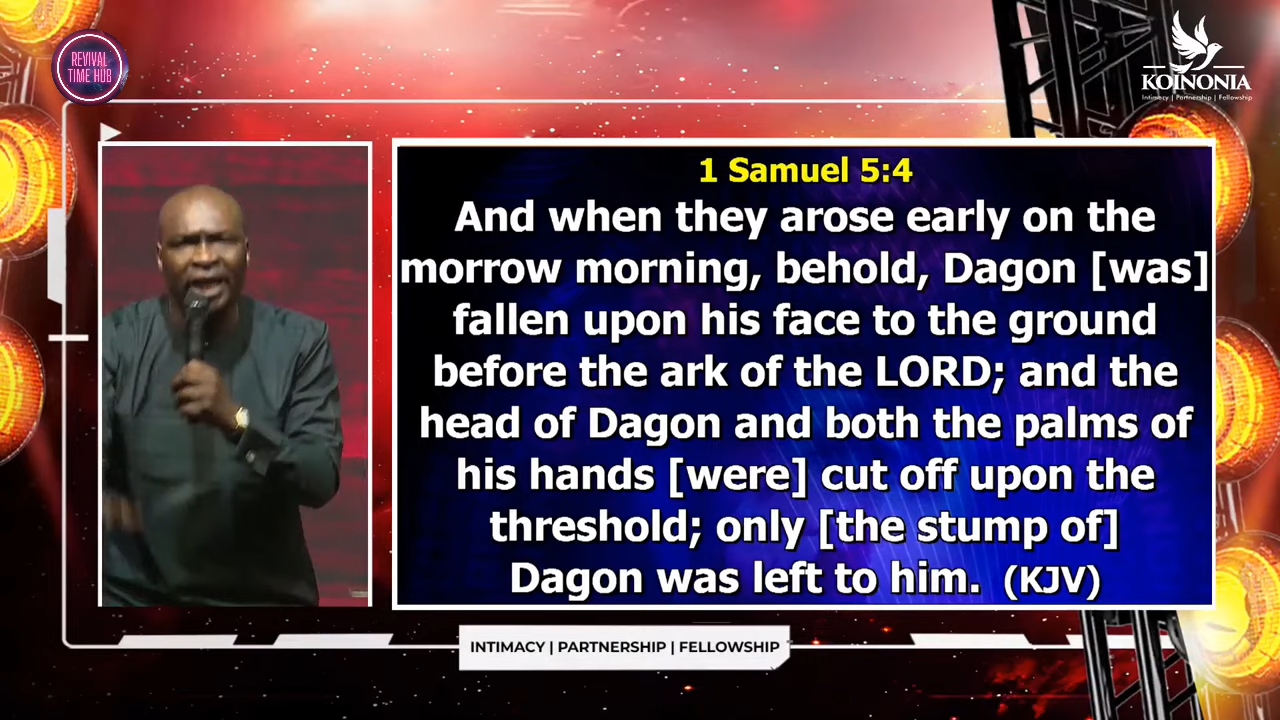 REVIVAL
TIME HUB
KOINONIA
Intimacy | Partnership | Fellowship
1 Samuel 5:4
And when they arose early on the
morrow morning, behold, Dagon [was]
fallen upon his face to the ground
before the ark of the LORD; and the
head of Dagon and both the palms of
his hands [were] cut off upon the
threshold; only [the stump of]
Dagon was left to him. (KJV)
INTIMACY | PARTNERSHIP | FELLOWSHIP